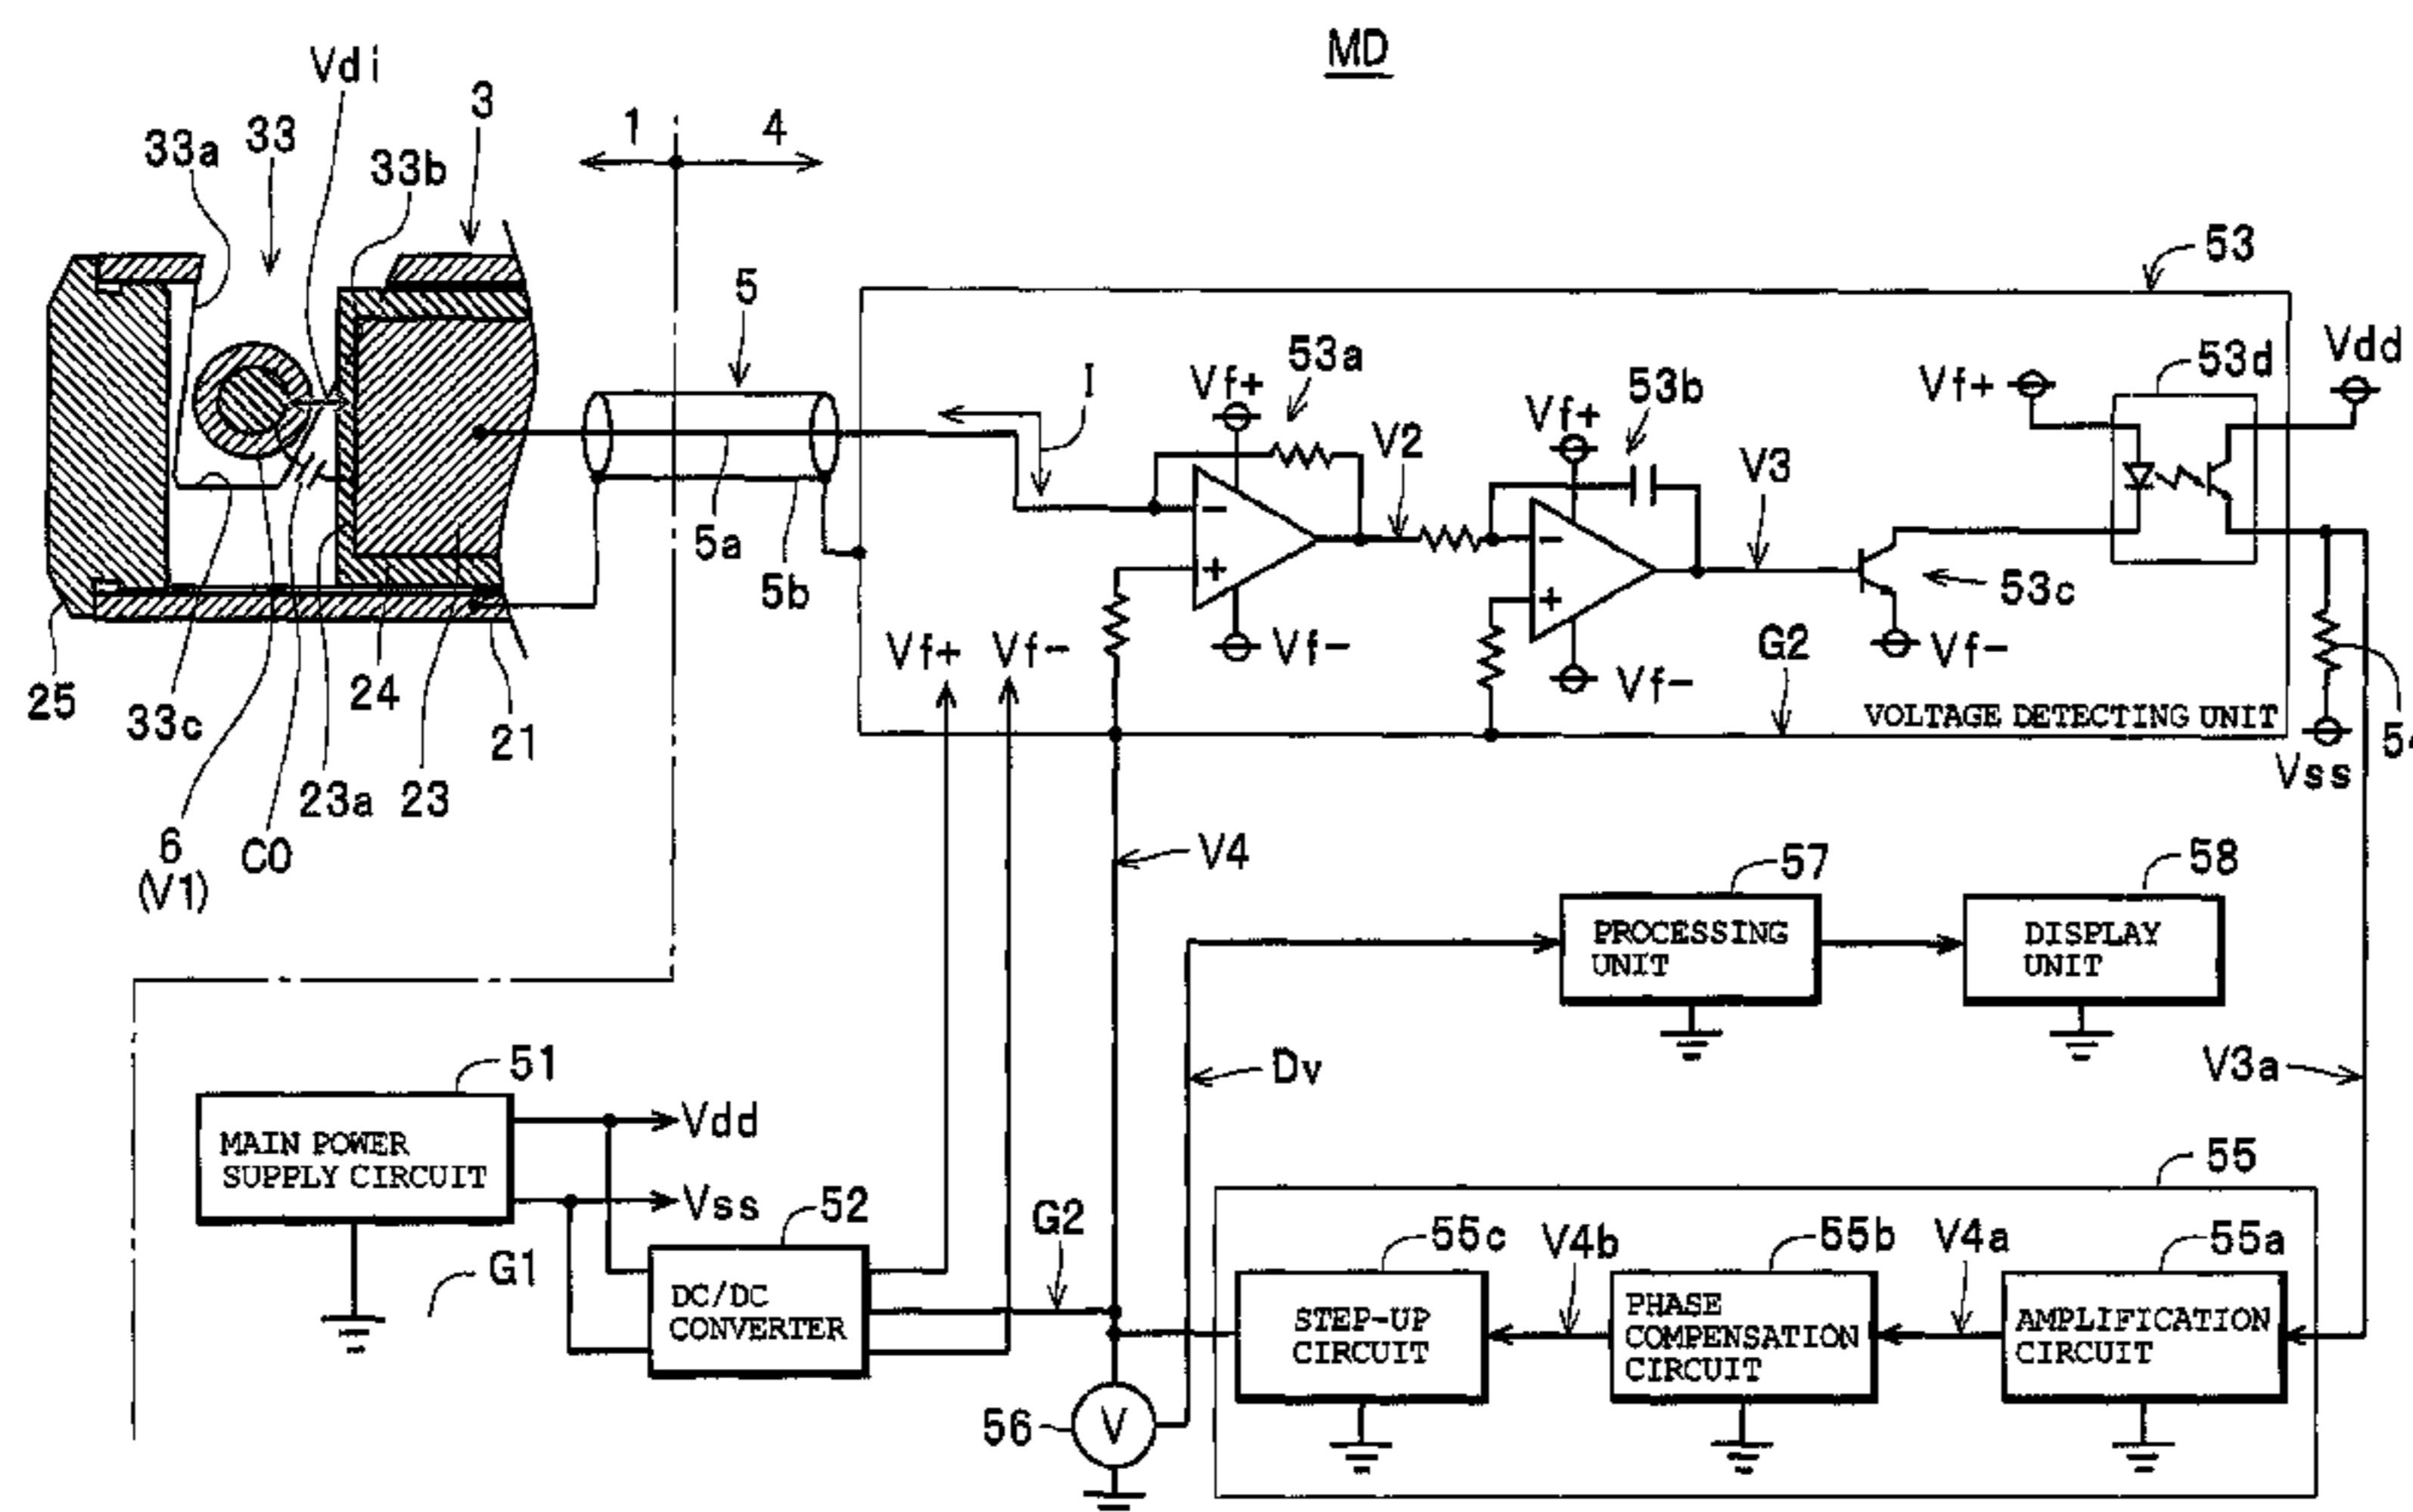 MD
Vdi
3
33
33a
33b
1
4
5
I
53
53a
53b
53d
Vdd
Vf+
Vf+
Vf+
V2
V3
5a
5b
53c
Vf-
Vf-
Vf-
G2
VOLTAGE DETECTING UNIT
Vss
Vf+
Vf-
25
33c
24
21
23a
23
6
(V1)
C0
V4
57
PROCESSING
UNIT
58
DISPLAY
UNIT
Dv
V3a
51
MAIN POWER
SUPPLY CIRCUIT
Vdd
Vss
G1
52
DC/DC
CONVERTER
G2
56
V
55
55c
STEP-UP
CIRCUIT
V4b
55b
PHASE
COMPENSATION
CIRCUIT
V4a
55a
AMPLIFICATION
CIRCUIT